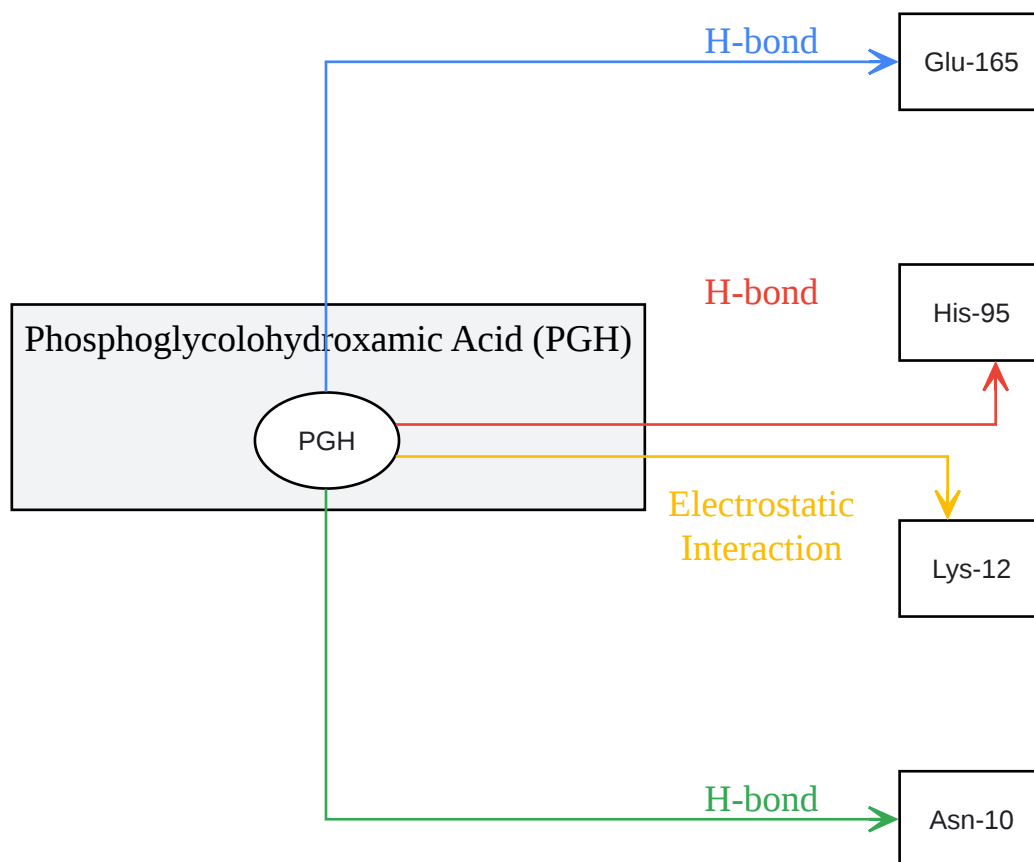 H-bond
Glu-165
H-bond
His-95
Phosphoglycolohydroxamic Acid (PGH)
PGH
Electrostatic
Interaction
Lys-12
H-bond
Asn-10